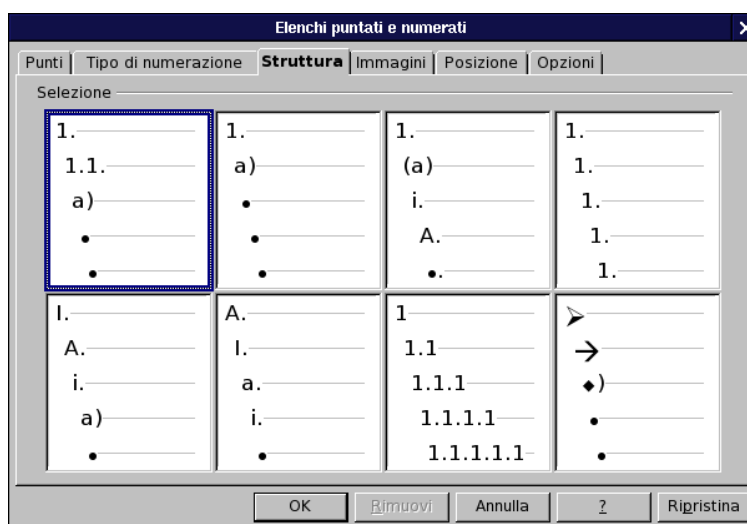 Elenchi puntati e numerati
Punti Tipo di numerazione Struttura Immagini Posizione Opzioni
Selezione
1. 1. 1. 1.
1.1. a) (a) 1.
a) • i. 1.
• • A. 1.
• • •. 1.
I. A. 1 ➢
A. I. 1.1 →
i. a. 1.1.1 ◆)
a) i. 1.1.1.1 •
• • 1.1.1.1.1 •
OK Rimuovi Annulla ? Ripristina